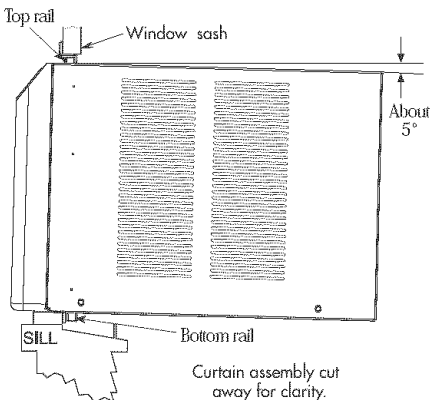 Top rail
Window sash
About
5°
SILL
Bottom rail
Curtain assembly cut
away for clarity.